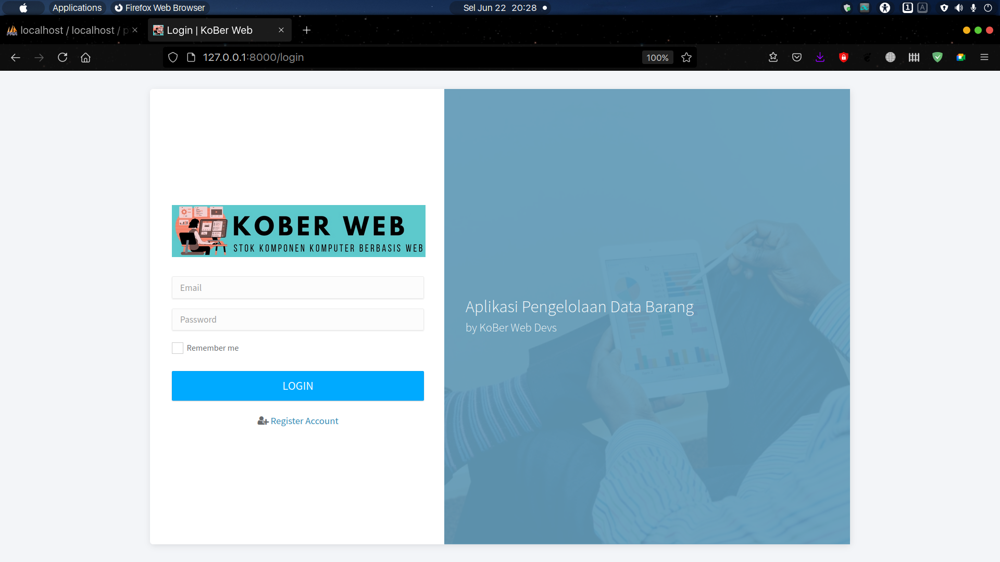 Applications
Firefox Web Browser
Sel Jun 22 20:28
1
A
localhost / localhost / p
Login | KoBer Web
127.0.0.1:8000/login
100%
KOBER WEB
STOK KOMPONEN KOMPUTER BERBASIS WEB
Email
Password
Remember me
LOGIN
Register Account
Aplikasi Pengelolaan Data Barang
by KoBer Web Devs